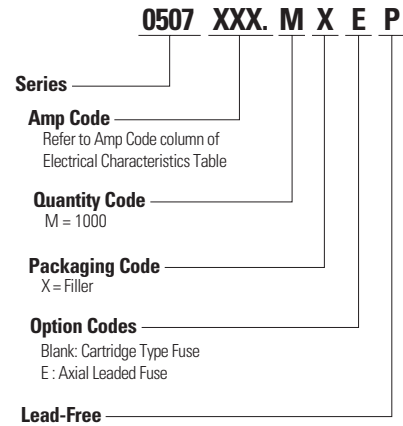 0507 XXX. M X E P
Series
Amp Code
Refer to Amp Code column of
Electrical Characteristics Table
Quantity Code
M = 1000
Packaging Code
X = Filler
Option Codes
Blank: Cartridge Type Fuse
E : Axial Leaded Fuse
Lead-Free